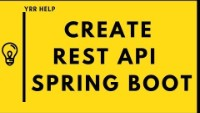 YRR HELP
CREATE
REST API
SPRING BOOT